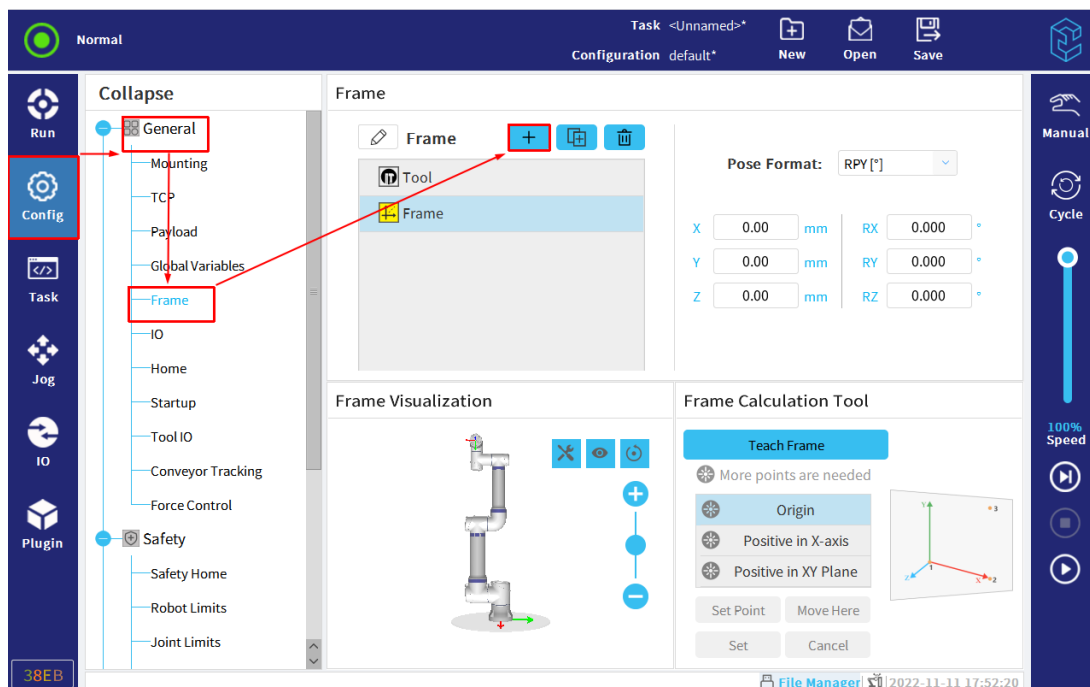 Normal
Task <Unnamed>*
Configuration default*
New
Open
Save
Run
Config
Task
Jog
IO
Plugin
38EB
Collapse
General
Mounting
TCP
Payload
Global Variables
Frame
IO
Home
Startup
Tool IO
Conveyor Tracking
Force Control
Safety
Safety Home
Robot Limits
Joint Limits
Frame
Frame
Tool
Frame
Pose Format: RPY [°]
X 0.00 mm RX 0.000 °
Y 0.00 mm RY 0.000 °
Z 0.00 mm RZ 0.000 °
Frame Visualization
Frame Calculation Tool
Teach Frame
More points are needed
Origin
Positive in X-axis
Positive in XY Plane
Y
3
1
Z
X 2
Set Point Move Here
Set Cancel
File Manager 2022-11-11 17:52:20
Manual
Cycle
100%
Speed